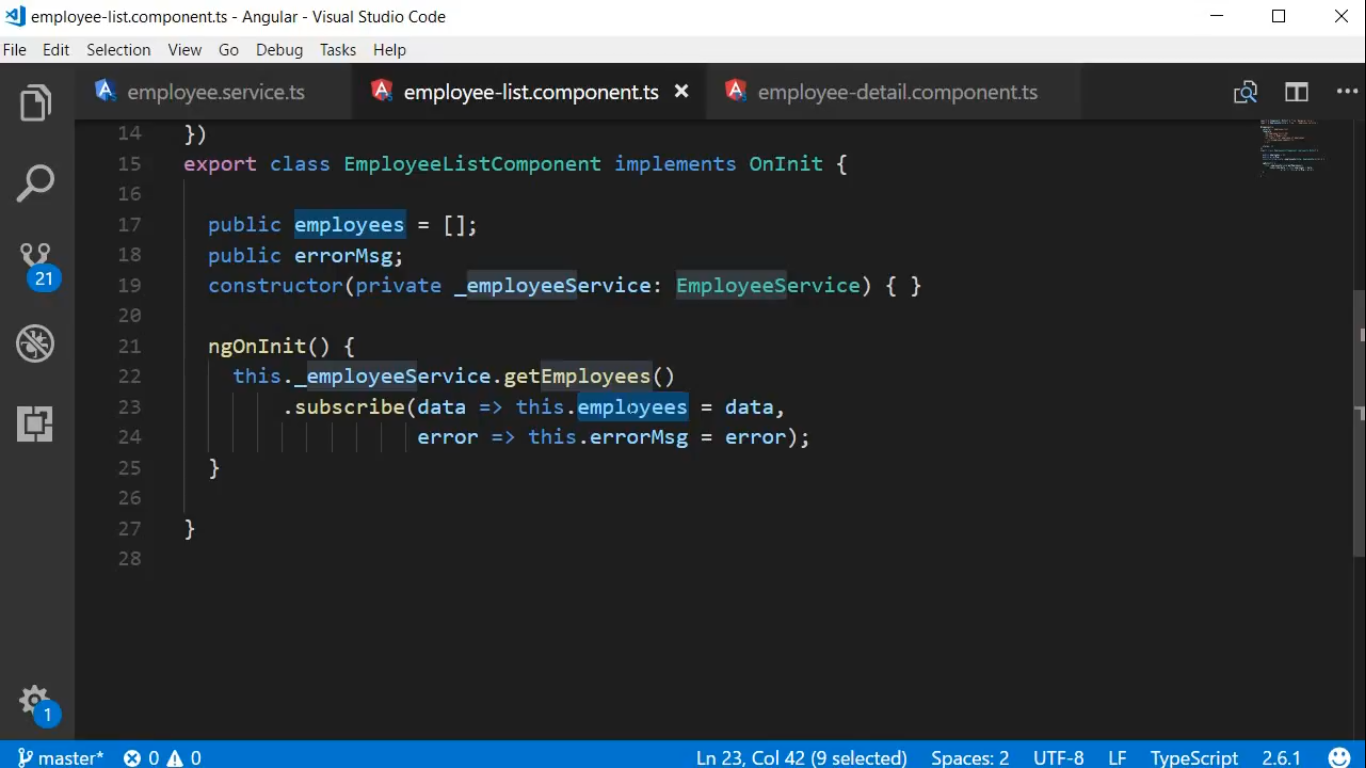 employee-list.component.ts - Angular - Visual Studio Code
File Edit Selection View Go Debug Tasks Help
employee.service.ts employee-list.component.ts × employee-detail.component.ts
14 })
15 export class EmployeeListComponent implements OnInit {
16
17 public employees = [];
18 public errorMsg;
19 constructor(private _employeeService: EmployeeService) { }
20
21 ngOnInit() {
22 this._employeeService.getEmployees()
23 .subscribe(data => this.employees = data,
24 error => this.errorMsg = error);
25 }
26
27 }
28
21
1
master* 0 0 Ln 23, Col 42 (9 selected) Spaces: 2 UTF-8 LF TypeScript 2.6.1